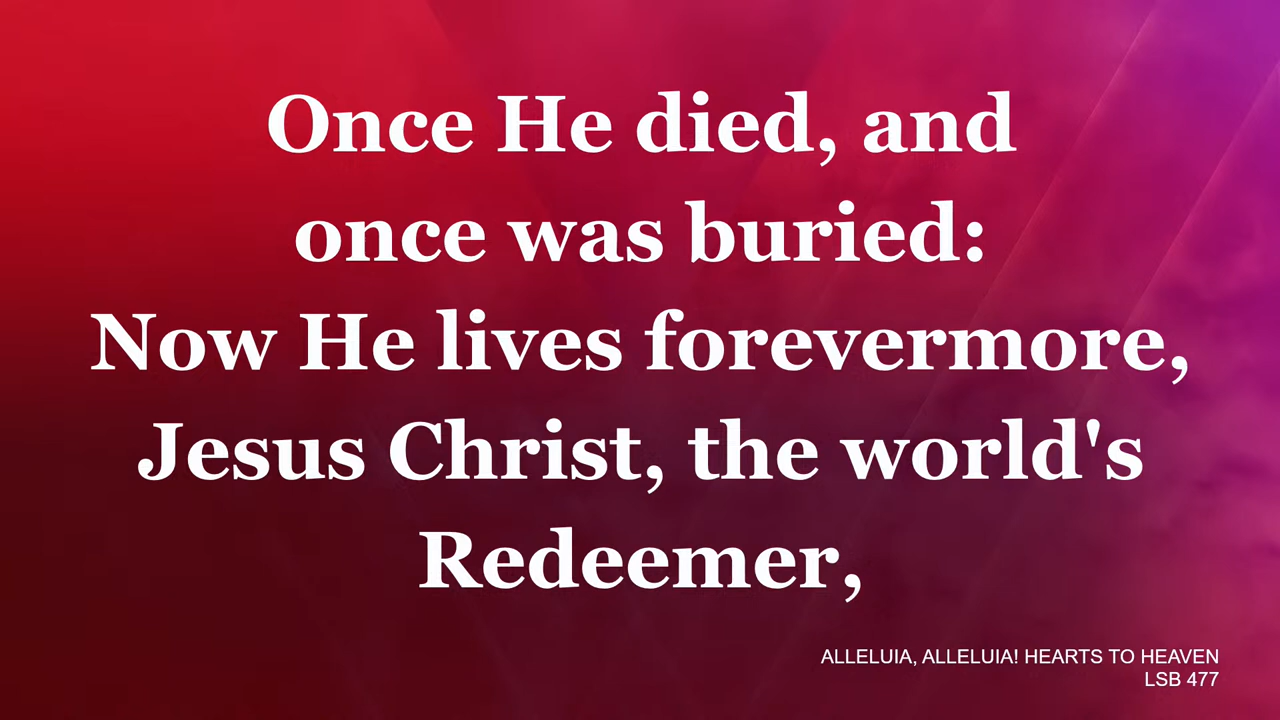 Once He died, and
once was buried:
Now He lives forevermore,
Jesus Christ, the world's
Redeemer,
ALLELUIA, ALLELUIA! HEARTS TO HEAVEN
LSB 477